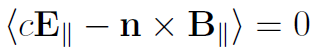 ⟨cE∥ − n × B∥⟩ = 0